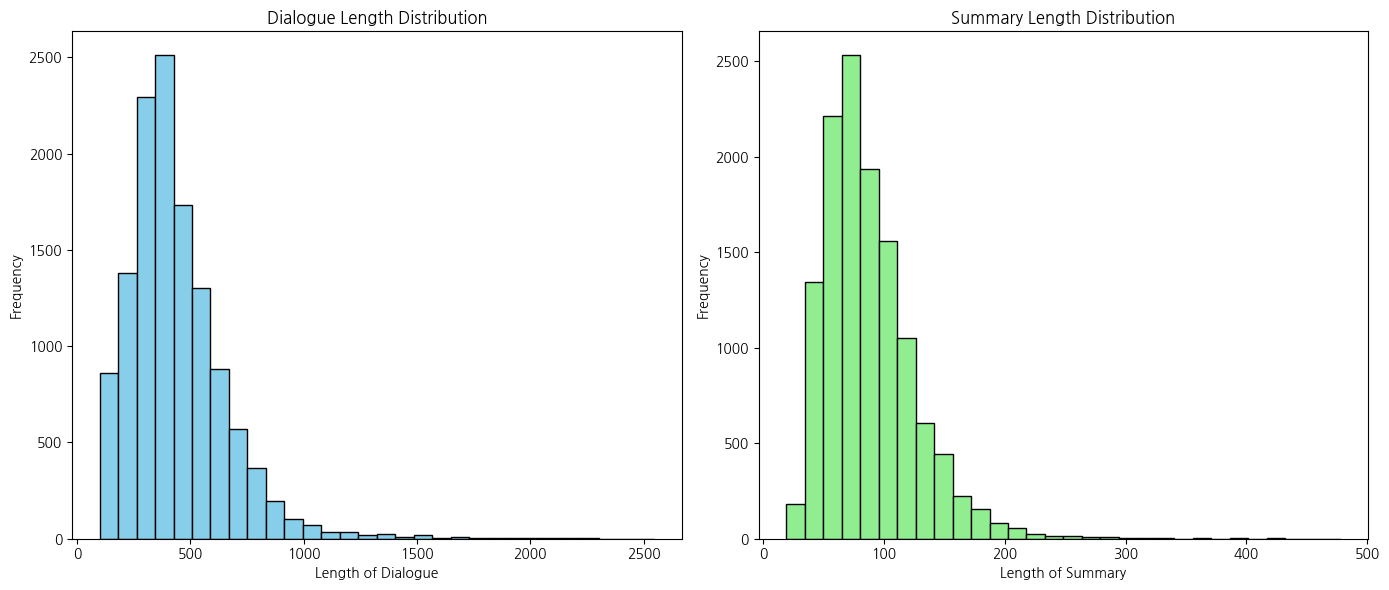 Dialogue Length Distribution
2500
2000
1500
1000
500
0
Frequency
0 500 1000 1500 2000 2500
Length of Dialogue
Summary Length Distribution
2500
2000
1500
1000
500
0
Frequency
0 100 200 300 400 500
Length of Summary